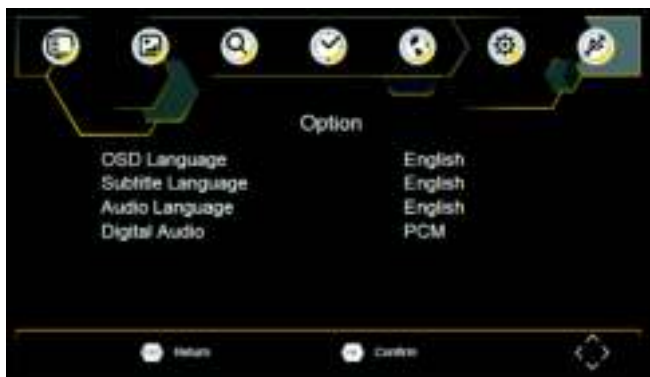 Option
OSD Language English
Subtitle Language English
Audio Language English
Digital Audio PCM
Return Confirm